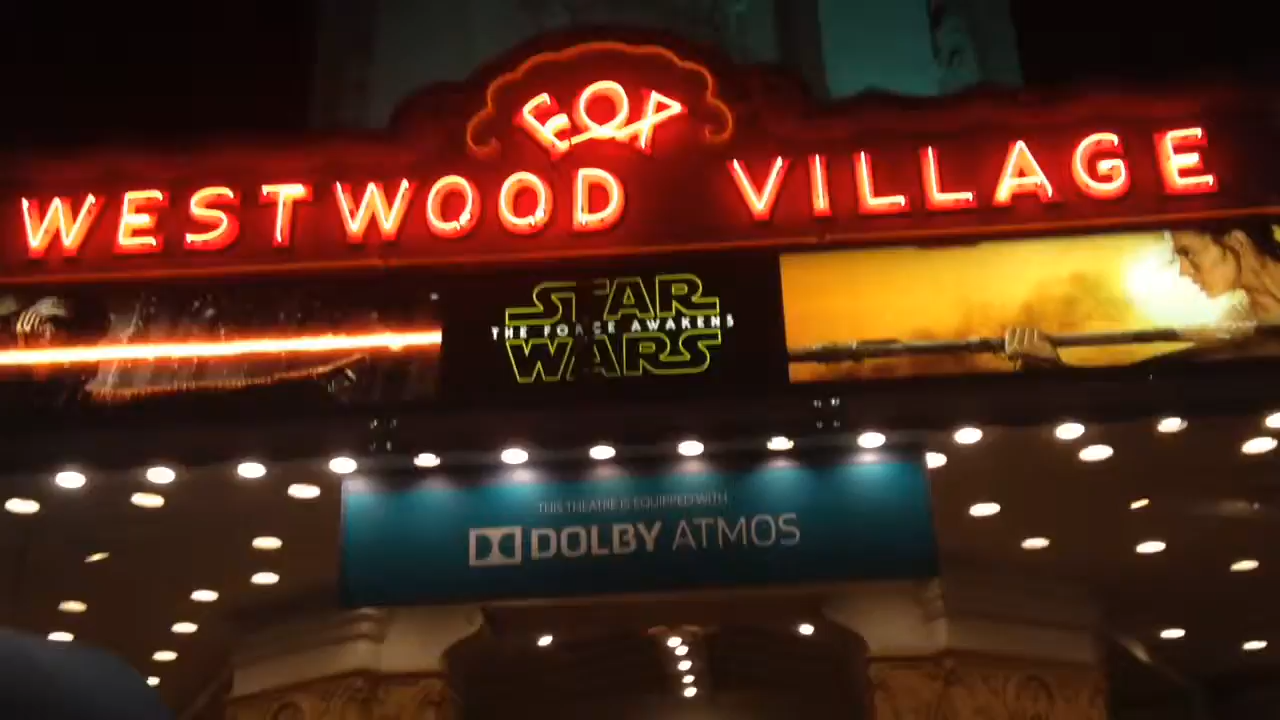 FOX
WESTWOOD VILLAGE
STAR
THE FORCE AWAKENS
WARS
THIS THEATRE IS EQUIPPED WITH
DOLBY ATMOS